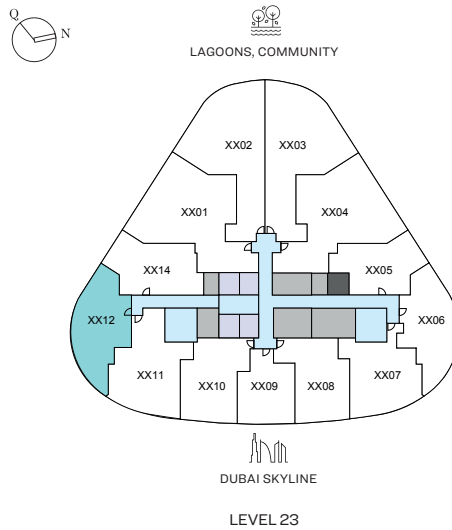 Q
N
LAGOONS, COMMUNITY
XX02
XX03
XX01
XX04
XX14
XX05
XX12
XX06
XX11
XX10
XX09
XX08
XX07
DUBAI SKYLINE
LEVEL 23